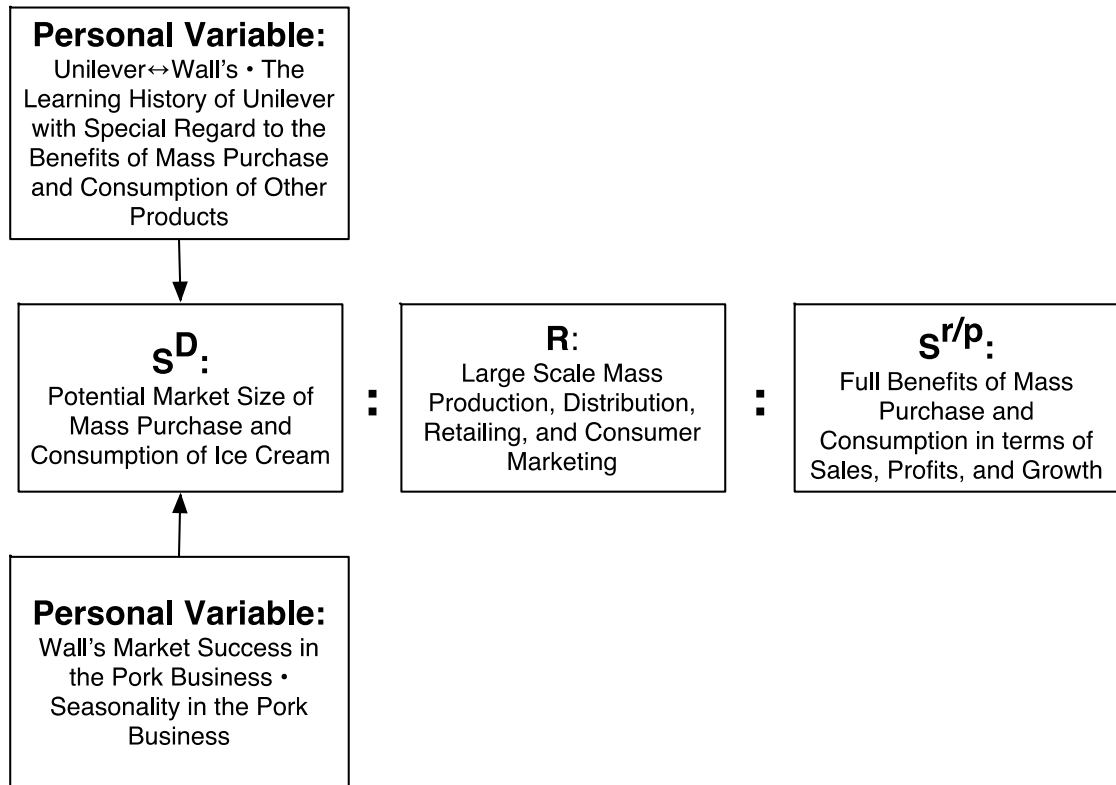 Personal Variable:
Unilever↔Wall's • The
Learning History of Unilever
with Special Regard to the
Benefits of Mass Purchase
and Consumption of Other
Products
S^D:
Potential Market Size of
Mass Purchase and
Consumption of Ice Cream
:
R:
Large Scale Mass
Production, Distribution,
Retailing, and Consumer
Marketing
:
S^r/p:
Full Benefits of Mass
Purchase and
Consumption in terms of
Sales, Profits, and Growth
Personal Variable:
Wall's Market Success in
the Pork Business •
Seasonality in the Pork
Business